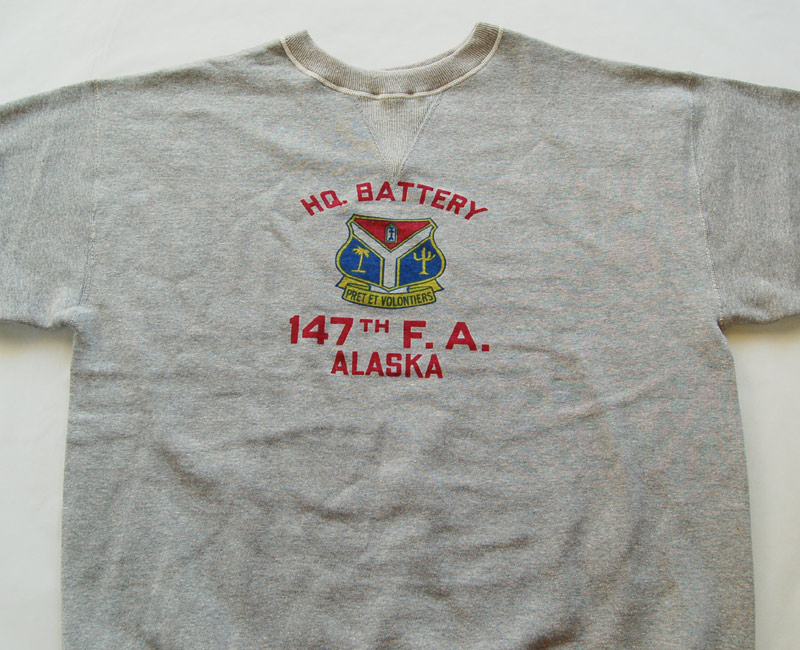 HQ. BATTERY
PRET ET VOLONTIERS
147TH F. A.
ALASKA